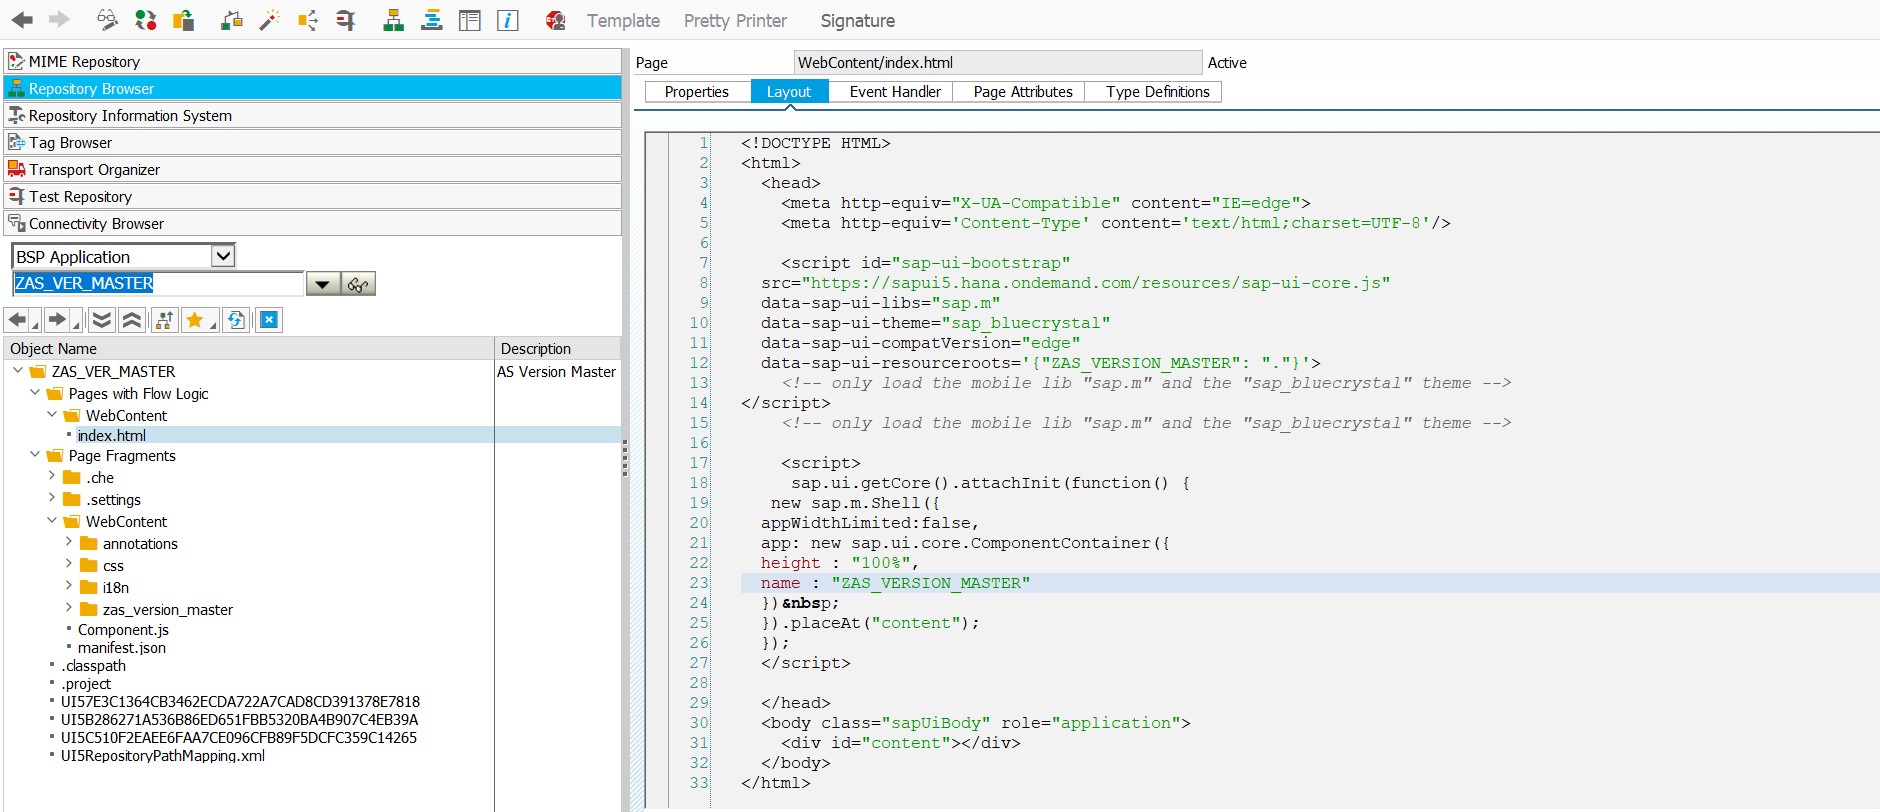 Template Pretty Printer Signature
MIME Repository
Repository Browser
Repository Information System
Tag Browser
Transport Organizer
Test Repository
Connectivity Browser
BSP Application
ZAS_VER_MASTER
Object Name Description
ZAS_VER_MASTER AS Version Master
Pages with Flow Logic
WebContent
index.html
Page Fragments
.che
.settings
WebContent
annotations
css
i18n
zas_version_master
Component.js
manifest.json
.classpath
.project
UI57E3C1364CB3462ECDA722A7CAD8CD391378E7818
UI5B286271A536B86ED651FBB5320BA4B907C4EB39A
UI5C510F2EAEE6FAA7CE096CFB89F5DCFC359C14265
UI5RepositoryPathMapping.xml
Page WebContent/index.html Active
Properties Layout Event Handler Page Attributes Type Definitions
1 <!DOCTYPE HTML>
2 <html>
3 <head>
4 <meta http-equiv="X-UA-Compatible" content="IE=edge">
5 <meta http-equiv='Content-Type' content='text/html;charset=UTF-8'/>
6
7 <script id="sap-ui-bootstrap"
8 src="https://sapui5.hana.ondemand.com/resources/sap-ui-core.js"
9 data-sap-ui-libs="sap.m"
10 data-sap-ui-theme="sap_bluecrystal"
11 data-sap-ui-compatVersion="edge"
12 data-sap-ui-resourceroots='{"ZAS_VERSION_MASTER": "."}'>
13 <!-- only load the mobile lib "sap.m" and the "sap_bluecrystal" theme -->
14 </script>
15 <!-- only load the mobile lib "sap.m" and the "sap_bluecrystal" theme -->
16
17 <script>
18 sap.ui.getCore().attachInit(function() {
19 new sap.m.Shell({
20 appWidthLimited:false,
21 app: new sap.ui.core.ComponentContainer({
22 height : "100%",
23 name : "ZAS_VERSION_MASTER"
24 })&nbsp;
25 }).placeAt("content");
26 });
27 </script>
28
29 </head>
30 <body class="sapUiBody" role="application">
31 <div id="content"></div>
32 </body>
33 </html>